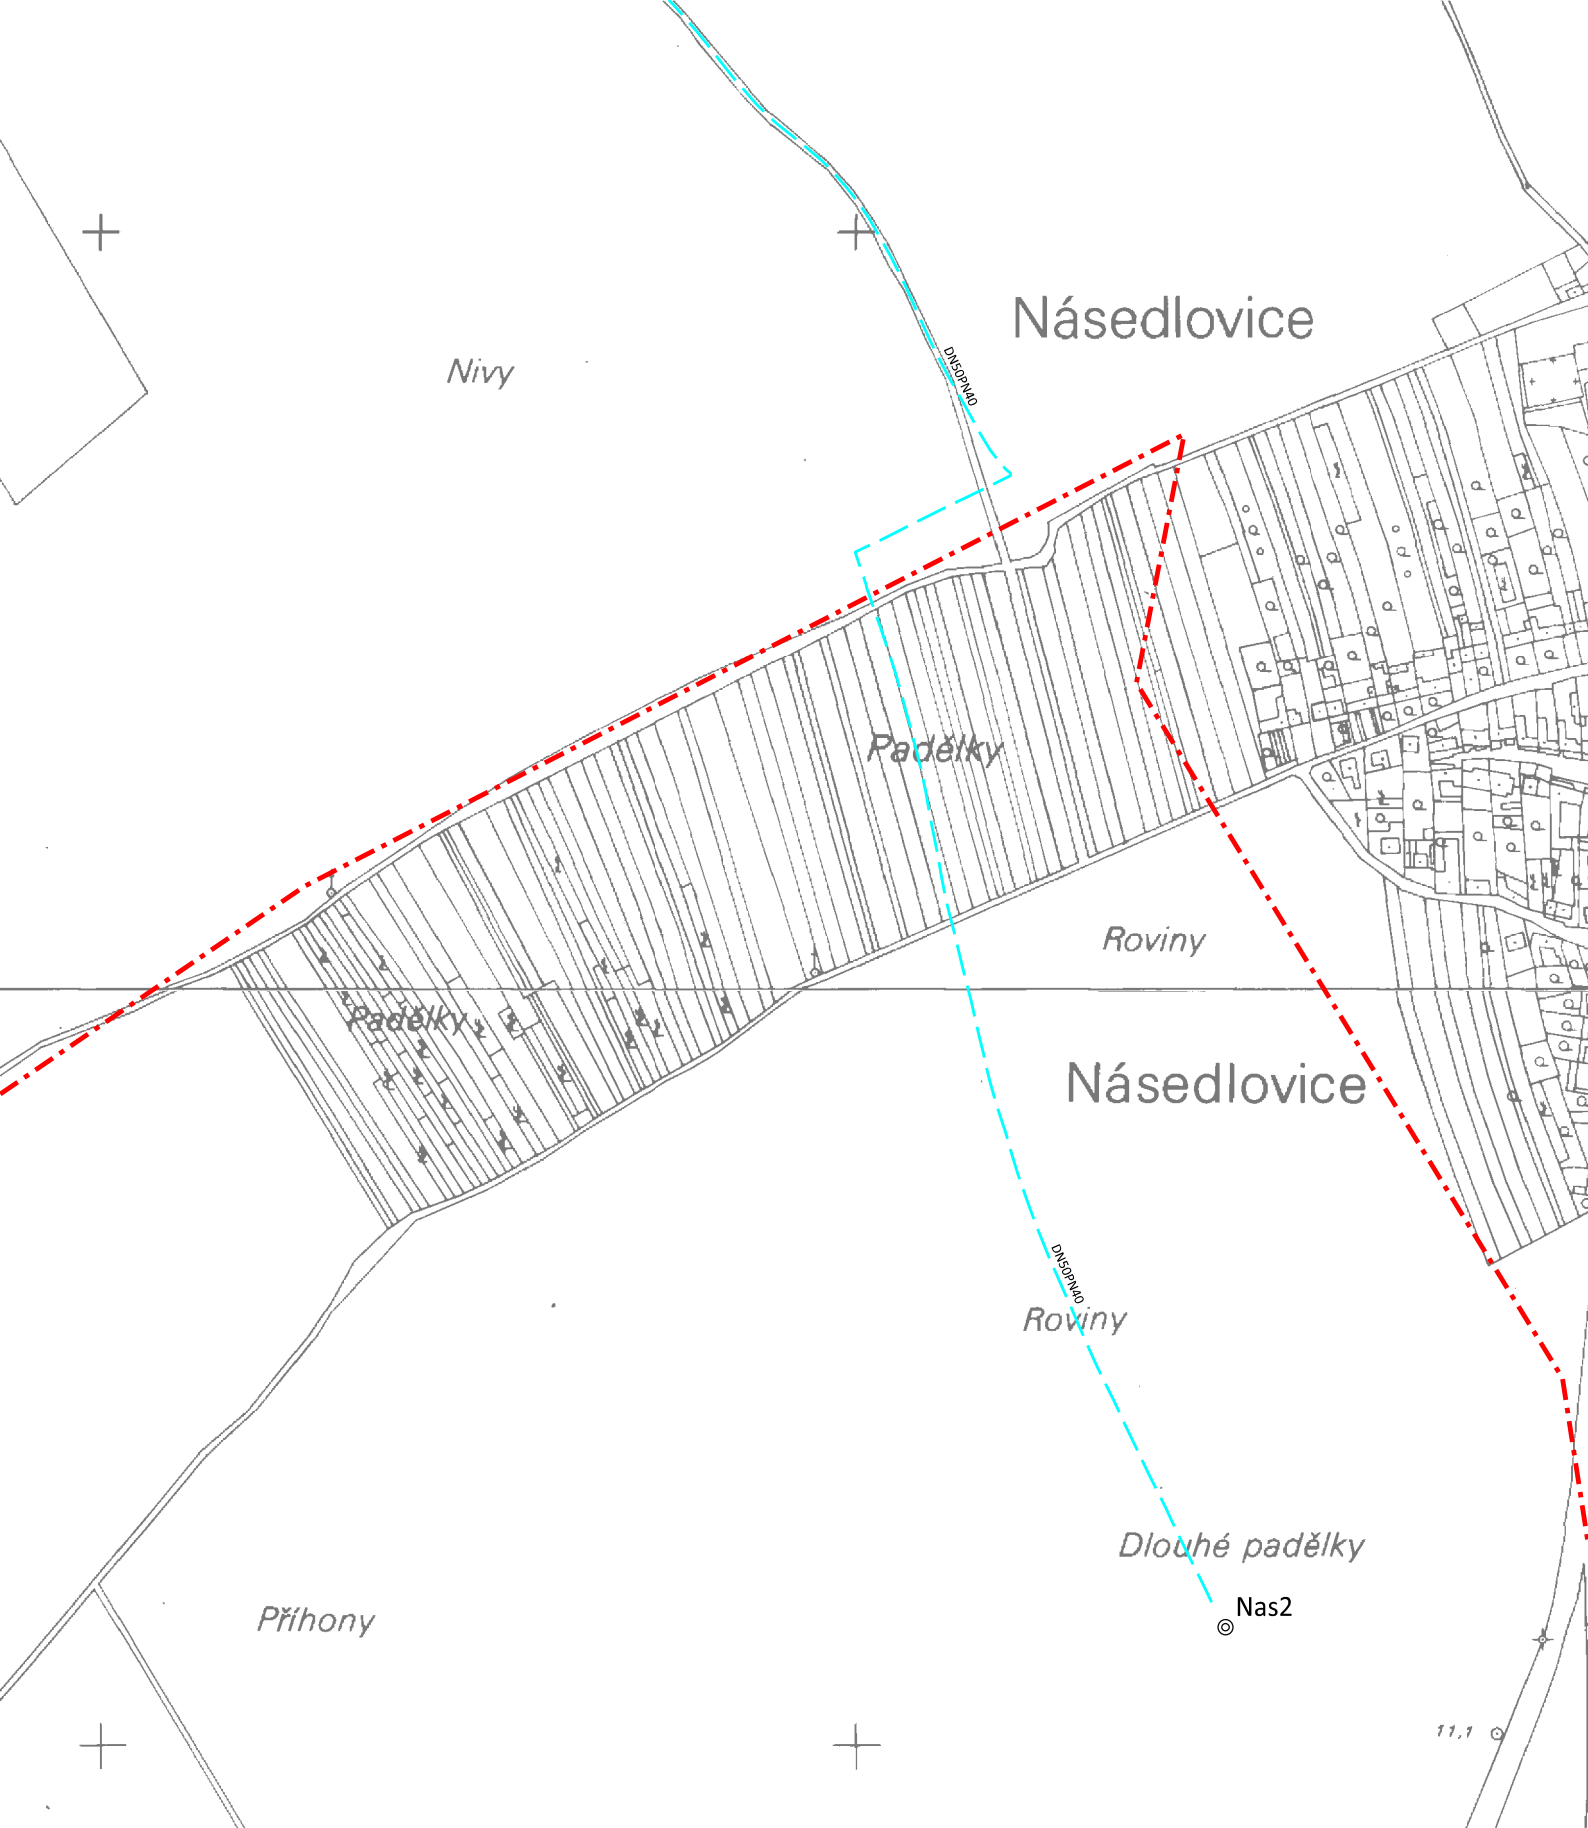 Násedlovice
Nivy
DN50PN40
Padělky
Roviny
Padělky
Násedlovice
DN50PN40
Roviny
Dlouhé padělky
Nas2
Příhony
11,1